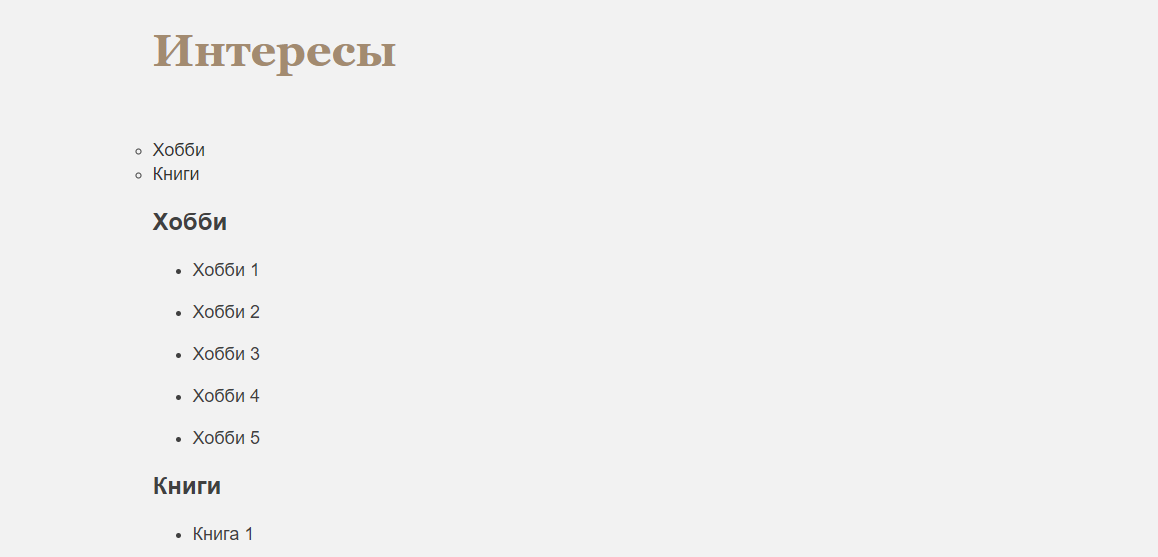 Интересы
Хобби
Книги
Хобби
Хобби 1
Хобби 2
Хобби 3
Хобби 4
Хобби 5
Книги
Книга 1